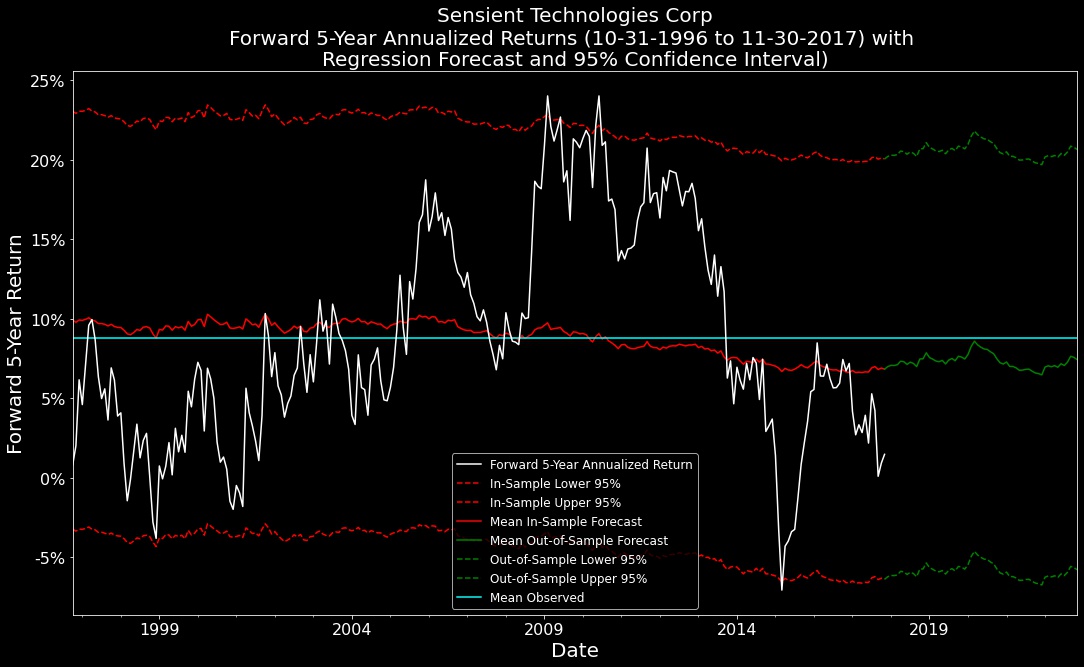 Sensient Technologies Corp
Forward 5-Year Annualized Returns (10-31-1996 to 11-30-2017) with
Regression Forecast and 95% Confidence Interval)
Forward 5-Year Return
25%
20%
15%
10%
5%
0%
-5%
Forward 5-Year Annualized Return
In-Sample Lower 95%
In-Sample Upper 95%
Mean In-Sample Forecast
Mean Out-of-Sample Forecast
Out-of-Sample Lower 95%
Out-of-Sample Upper 95%
Mean Observed
1999 2004 2009 2014 2019
Date